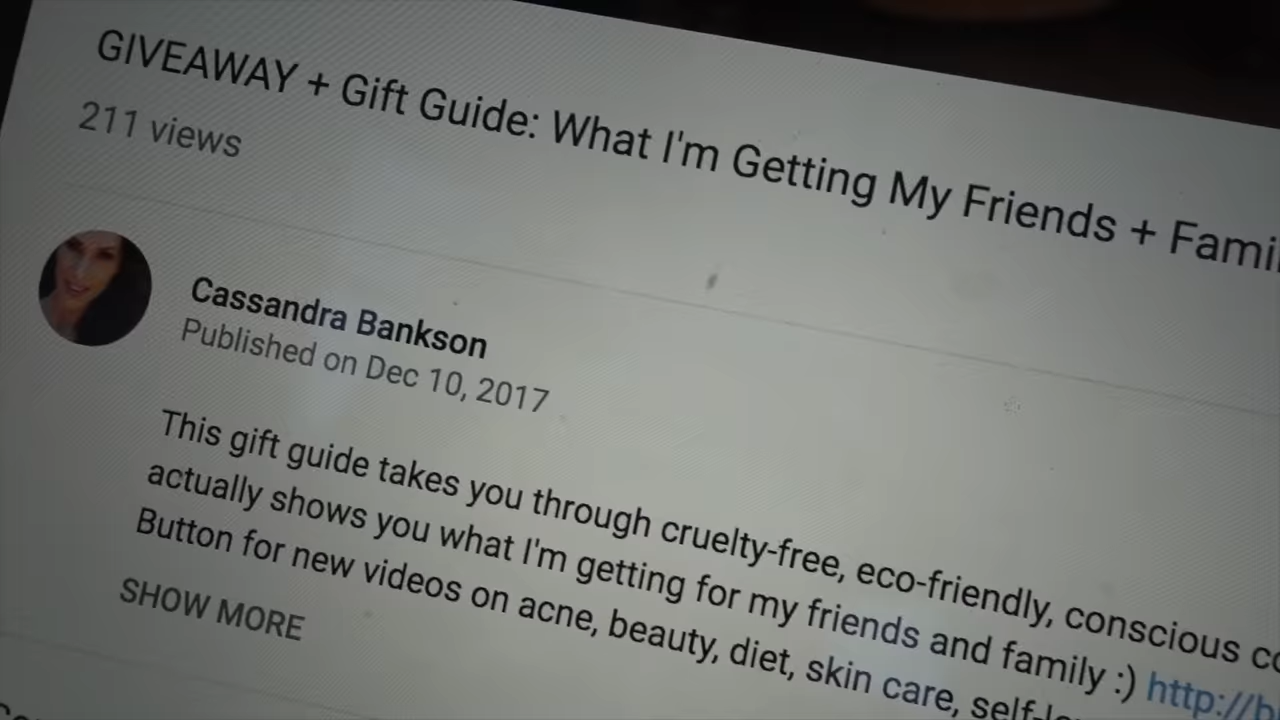 GIVEAWAY + Gift Guide: What I'm Getting My Friends + Fami
211 views
Cassandra Bankson
Published on Dec 10, 2017
This gift guide takes you through cruelty-free, eco-friendly, conscious
actually shows you what I'm getting for my friends and family :) http://
Button for new videos on acne, beauty, diet, skin care,
SHOW MORE